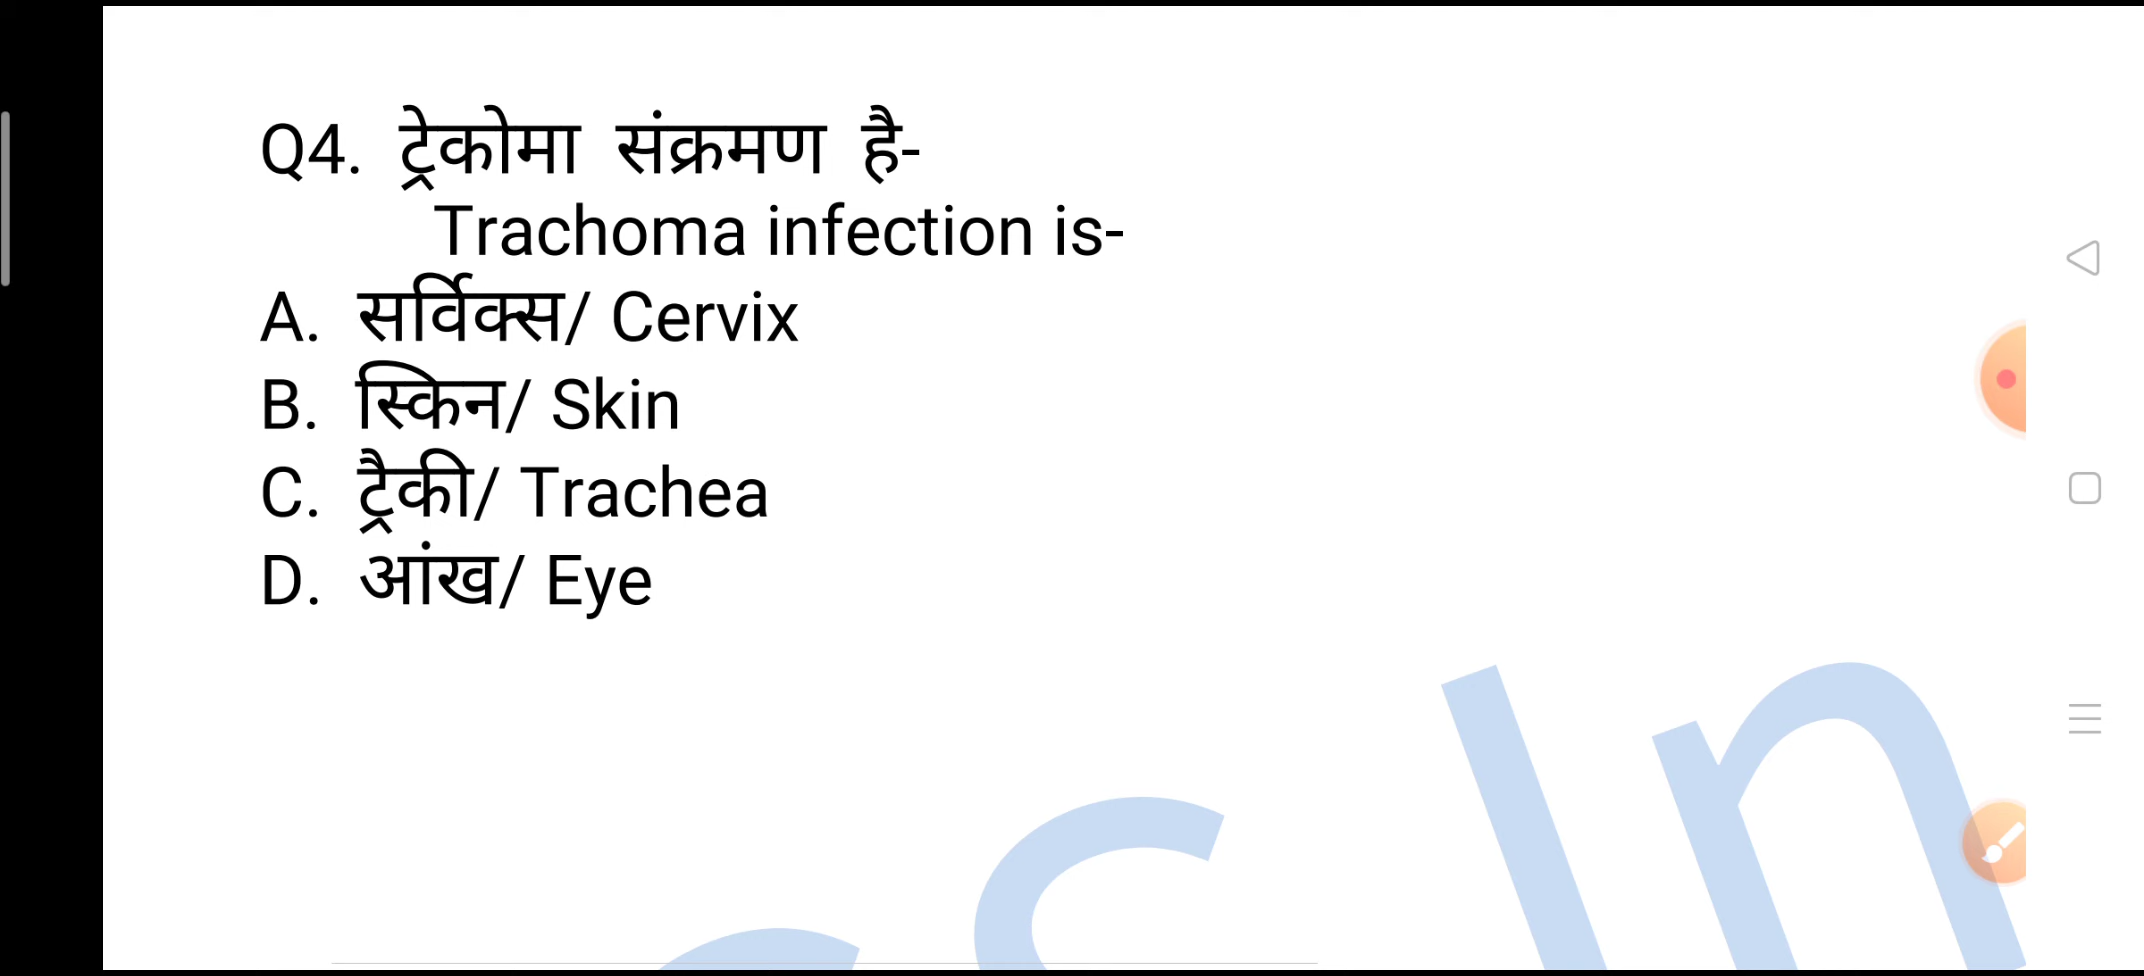 Q4. ट्रेकोमा संक्रमण है-
Trachoma infection is-
A. सर्विक्स/ Cervix
B. स्किन/ Skin
C. ट्रैकी/ Trachea
D. आंख/ Eye